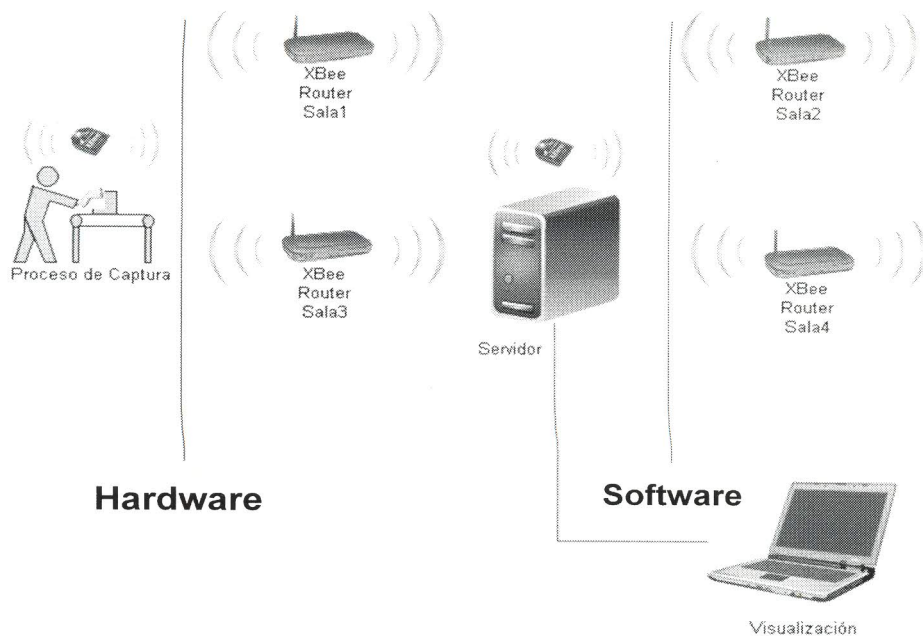 XBee
Router
Sala1
XBee
Router
Sala2
Proceso de Captura
XBee
Router
Sala3
Servidor
XBee
Router
Sala4
Hardware
Software
Visualización